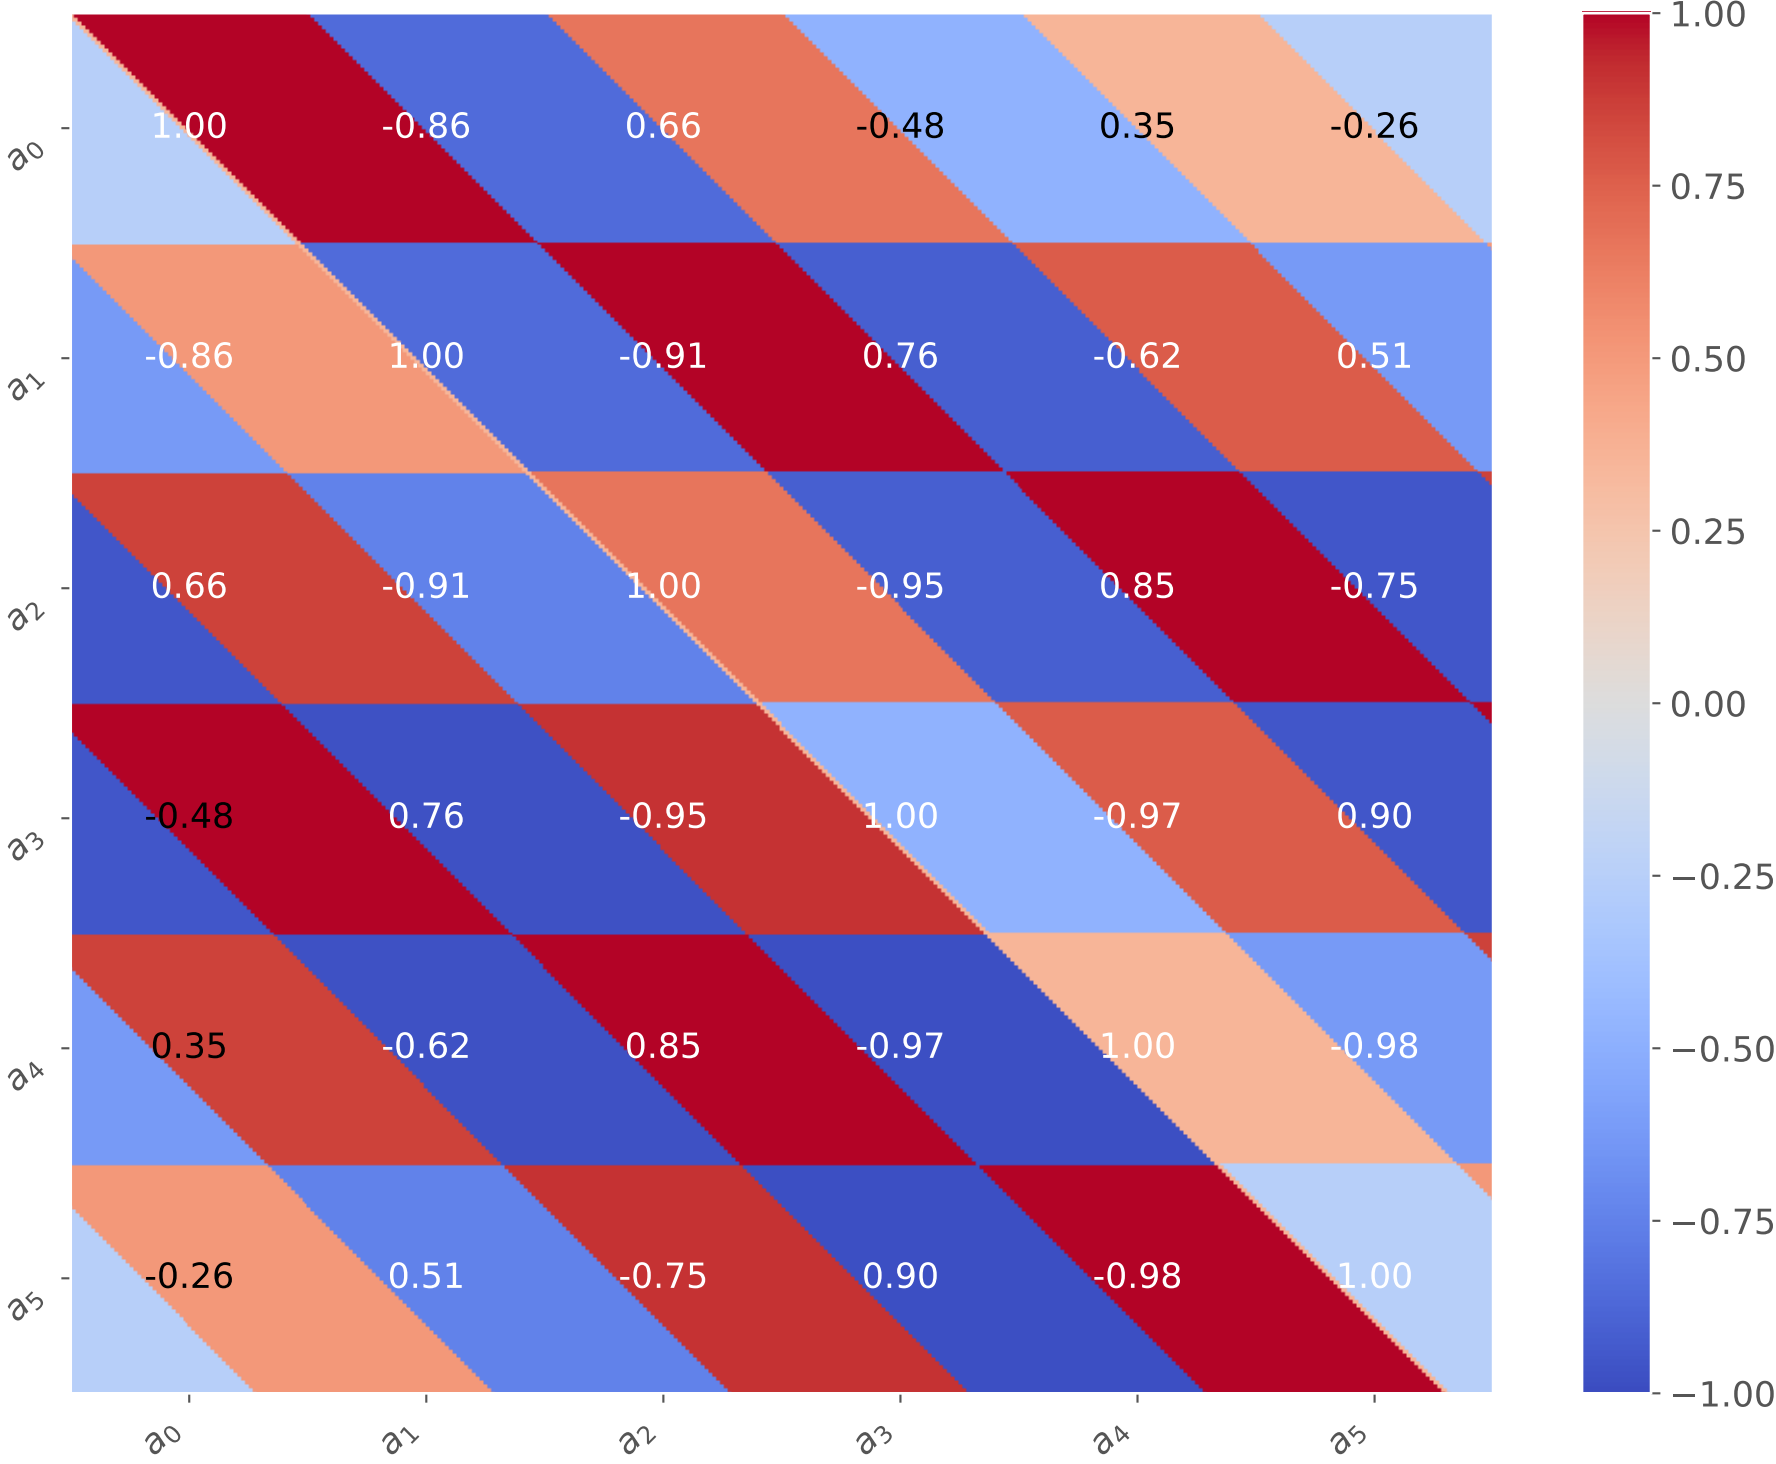 1.00
a₀ 1.00 -0.86 0.66 -0.48 0.35 -0.26
0.75
a₁ -0.86 1.00 -0.91 0.76 -0.62 0.51
0.50
0.25
a₂ 0.66 -0.91 1.00 -0.95 0.85 -0.75
0.00
a₃ -0.48 0.76 -0.95 1.00 -0.97 0.90
−0.25
a₄ 0.35 -0.62 0.85 -0.97 1.00 -0.98
−0.50
−0.75
a₅ -0.26 0.51 -0.75 0.90 -0.98 1.00
−1.00
a₀ a₁ a₂ a₃ a₄ a₅